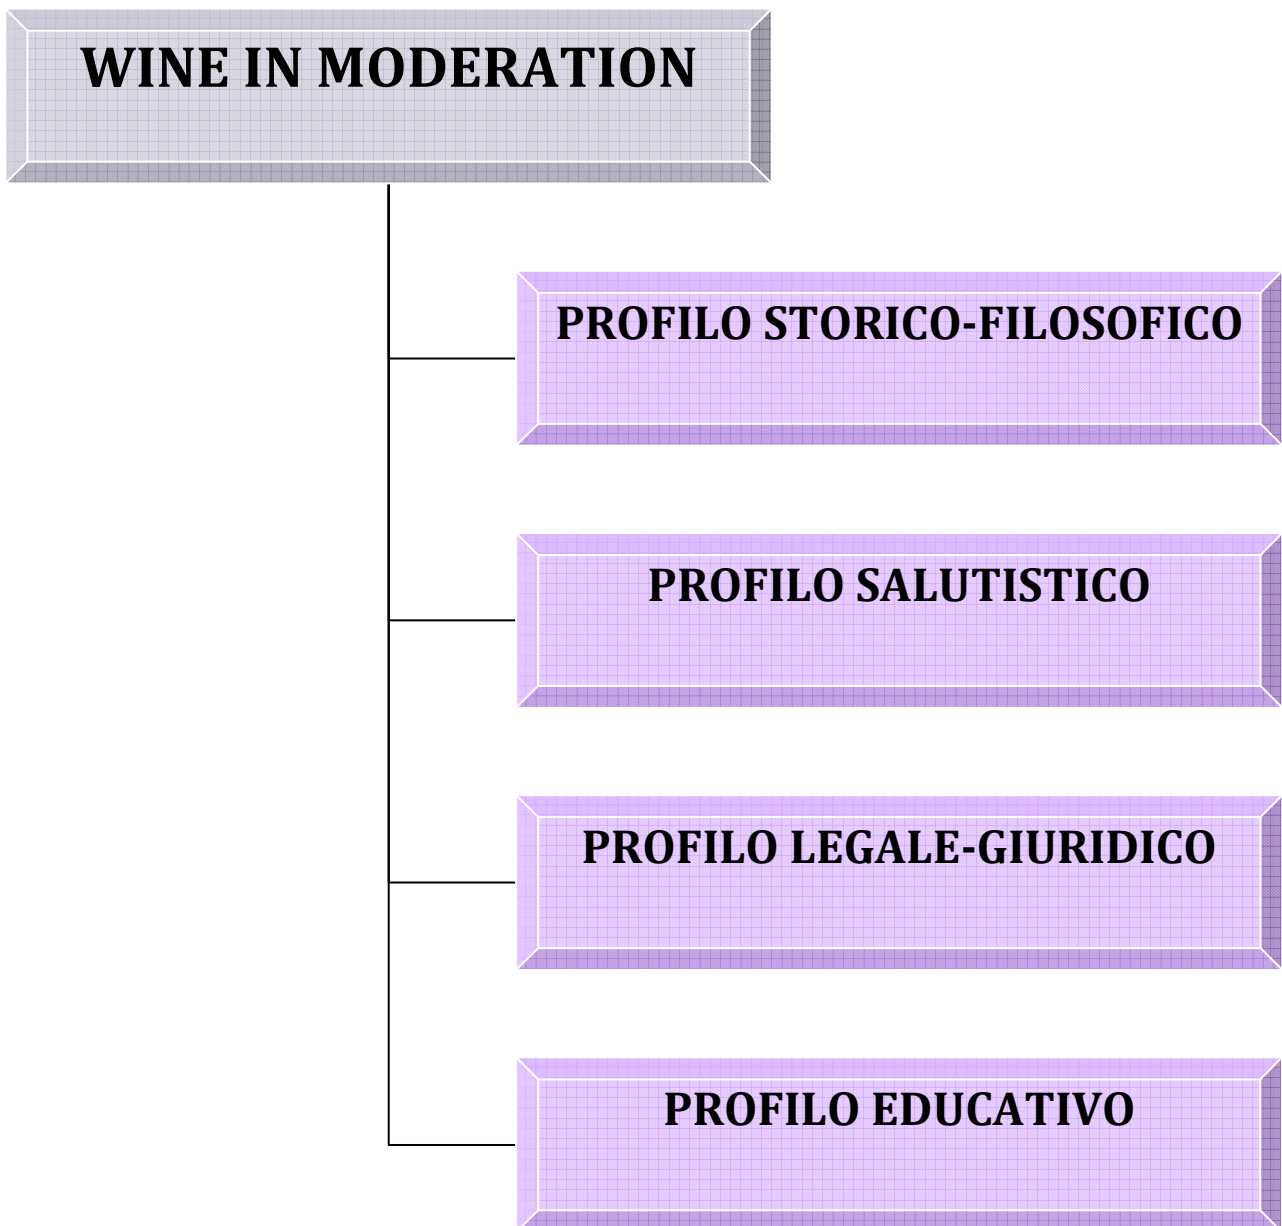 WINE IN MODERATION
PROFILO STORICO-FILOSOFICO
PROFILO SALUTISTICO
PROFILO LEGALE-GIURIDICO
PROFILO EDUCATIVO